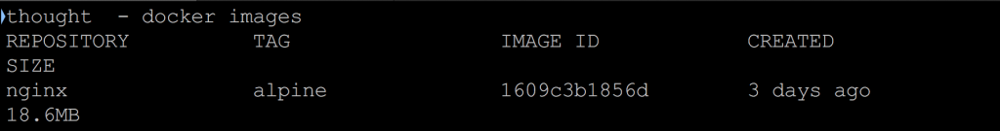 thought - docker images
REPOSITORY TAG IMAGE ID CREATED
SIZE
nginx alpine 1609c3b1856d 3 days ago
18.6MB